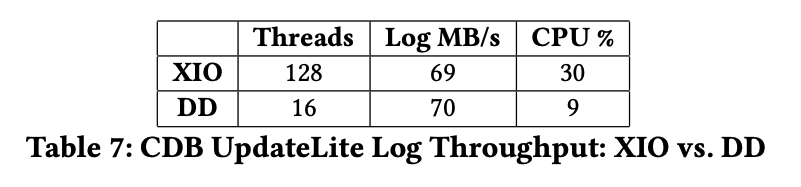 Threads Log MB/s CPU %
XIO 128 69 30
DD 16 70 9
Table 7: CDB UpdateLite Log Throughput: XIO vs. DD